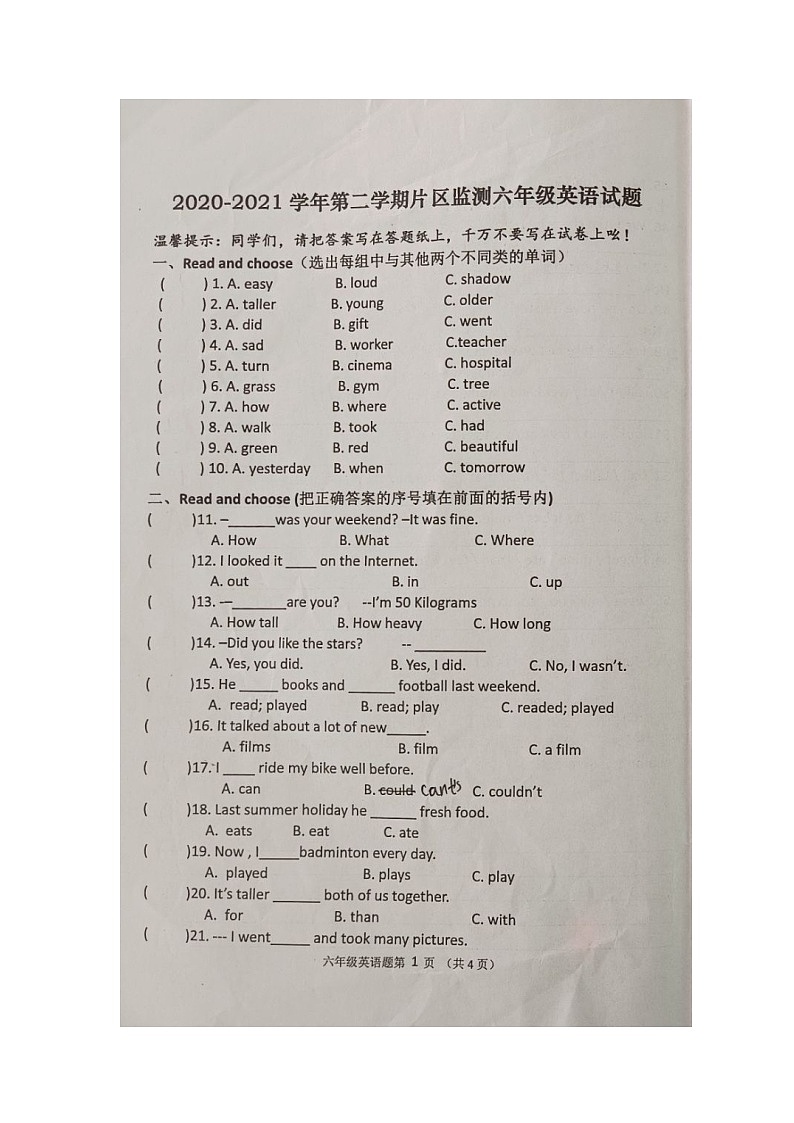 2020-2021 学年第二学期片区监测六年级英语试题
温馨提示：同学们，请把答案写在答题纸上，千万不要写在试卷上吆！
一、Read and choose（选出每组中与其他两个不同类的单词）
( ) 1. A. easy B. loud C. shadow
( ) 2. A. taller B. young C. older
( ) 3. A. did B. gift C. went
( ) 4. A. sad B. worker C.teacher
( ) 5. A. turn B. cinema C. hospital
( ) 6. A. grass B. gym C. tree
( ) 7. A. how B. where C. active
( ) 8. A. walk B. took C. had
( ) 9. A. green B. red C. beautiful
( ) 10. A. yesterday B. when C. tomorrow
二、Read and choose (把正确答案的序号填在前面的括号内)
( )11. –______was your weekend? –It was fine.
A. How B. What C. Where
( )12. I looked it ____ on the Internet.
A. out B. in C. up
( )13. -–_______are you? --I’m 50 Kilograms
A. How tall B. How heavy C. How long
( )14. –Did you like the stars? -- _________
A. Yes, you did. B. Yes, I did. C. No, I wasn’t.
( )15. He _____ books and ______ football last weekend.
A. read; played B. read; play C. readed; played
( )16. It talked about a lot of new_____.
A. films B. film C. a film
( )17. I ____ ride my bike well before.
A. can B. could C. couldn’t
( )18. Last summer holiday he ______ fresh food.
A. eats B. eat C. ate
( )19. Now , I_____badminton every day.
A. played B. plays C. play
( )20. It’s taller ______ both of us together.
A. for B. than C. with
( )21. --- I went_____ and took many pictures.
六年级英语题第 1 页 （共 4 页）